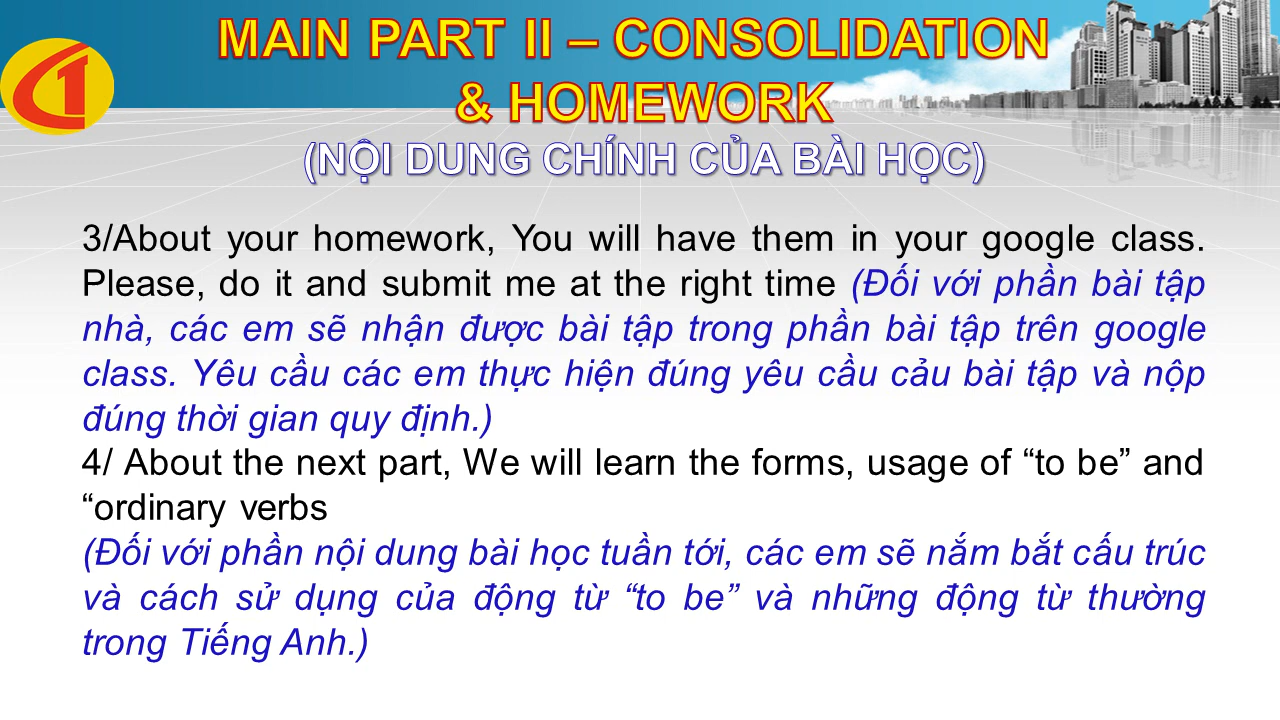 MAIN PART II – CONSOLIDATION
& HOMEWORK
(NỘI DUNG CHÍNH CỦA BÀI HỌC)
3/About your homework, You will have them in your google class.
Please, do it and submit me at the right time (Đối với phần bài tập
nhà, các em sẽ nhận được bài tập trong phần bài tập trên google
class. Yêu cầu các em thực hiện đúng yêu cầu cảu bài tập và nộp
đúng thời gian quy định.)
4/ About the next part, We will learn the forms, usage of “to be” and
“ordinary verbs
(Đối với phần nội dung bài học tuần tới, các em sẽ nắm bắt cấu trúc
và cách sử dụng của động từ “to be” và những động từ thường
trong Tiếng Anh.)